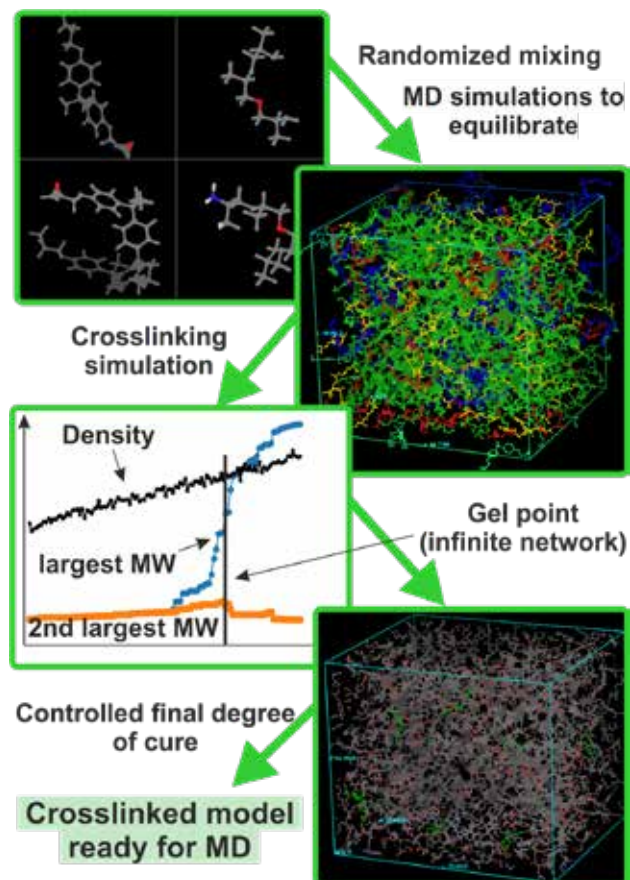 Randomized mixing
MD simulations to
equilibrate
Crosslinking
simulation
Density
largest MW
2nd largest MW
Gel point
(infinite network)
Controlled final degree
of cure
Crosslinked model
ready for MD